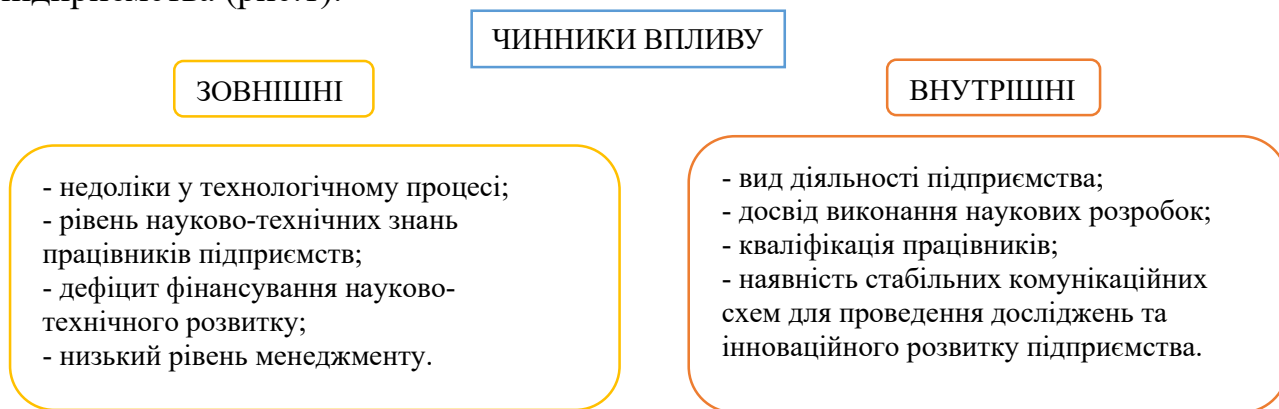 підприємства (рис.1).
ЧИННИКИ ВПЛИВУ
ЗОВНІШНІ
ВНУТРІШНІ
- недоліки у технологічному процесі;
- рівень науково-технічних знань
працівників підприємств;
- дефіцит фінансування науково-
технічного розвитку;
- низький рівень менеджменту.
- вид діяльності підприємства;
- досвід виконання наукових розробок;
- кваліфікація працівників;
- наявність стабільних комунікаційних
схем для проведення досліджень та
інноваційного розвитку підприємства.